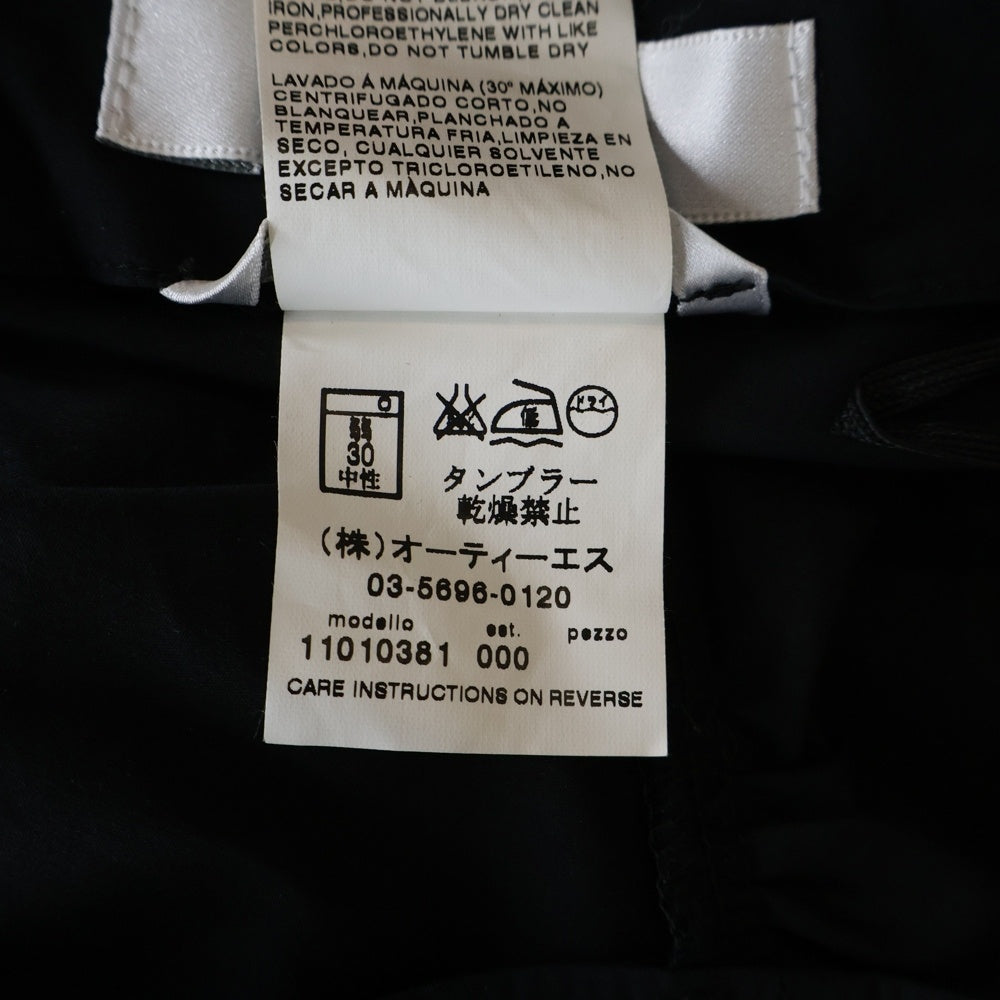 IRON,PROFESSIONALLY DRY CLEAN
PERCHLOROETHYLENE WITH LIKE
COLORS,DO NOT TUMBLE DRY
LAVADO Á MÁQUINA (30º MÁXIMO)
CENTRIFUGADO CORTO,NO
BLANQUEAR,PLANCHADO A
TEMPERATURA FRIA,LIMPIEZA EN
SECO, CUALQUIER SOLVENTE
EXCEPTO TRICLOROETILENO,NO
SECAR A MÀQUINA
弱
30
中性
低
ドライ
タンブラー
乾燥禁止
(株)オーティーエス
03-5696-0120
modello est. pezzo
11010381 000
CARE INSTRUCTIONS ON REVERSE